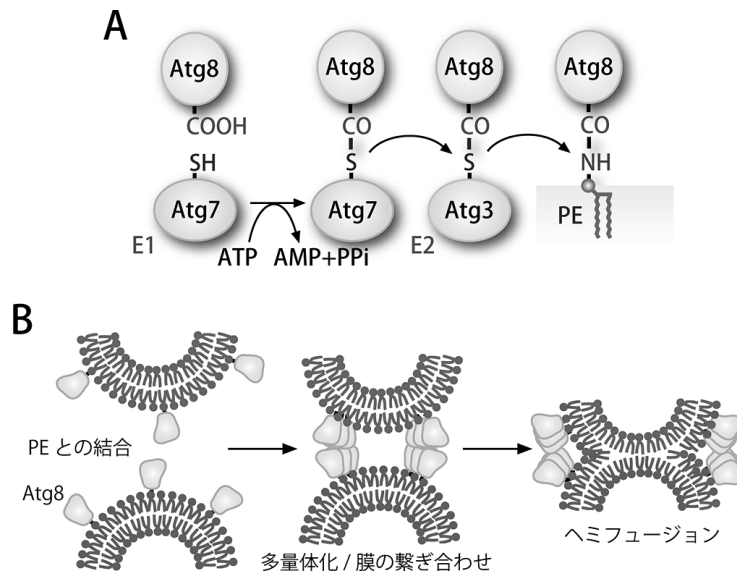 A
Atg8 Atg8 Atg8 Atg8
COOH CO CO CO
SH S S NH
Atg7 Atg7 Atg3 PE
E1 ATP AMP+PPi E2
B
PE との結合
Atg8
多量体化 / 膜の繋ぎ合わせ
ヘミフュージョン